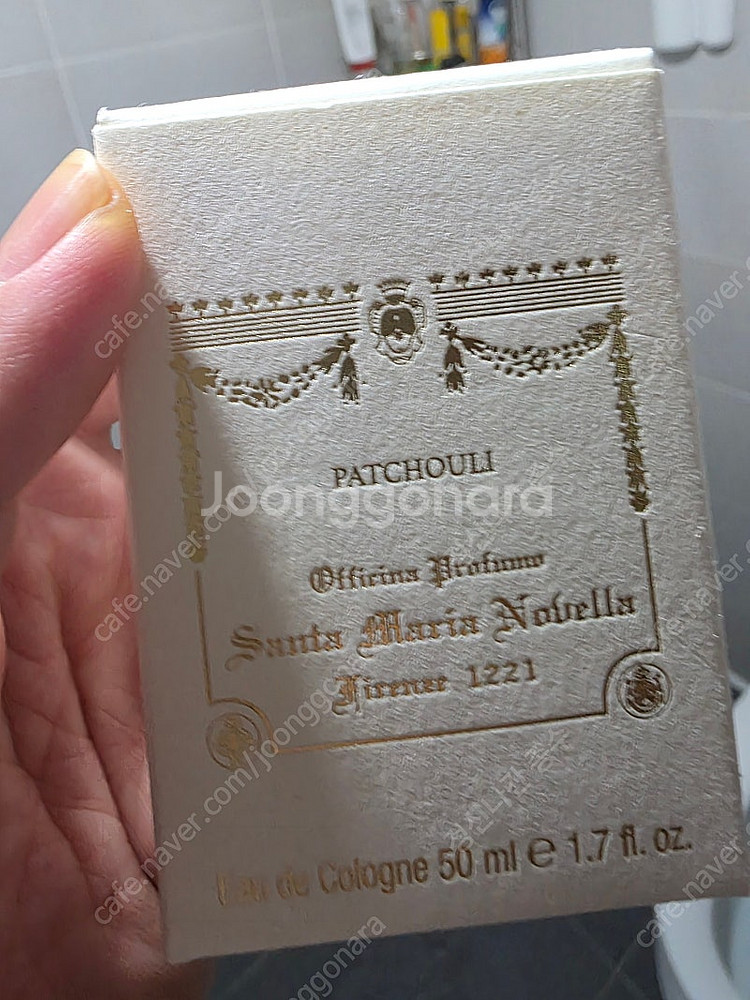 PATCHOULI
Joonggonara
Officina Profumo
Santa Maria Novella
Firenze 1221
Eau de Cologne 50 ml e 1.7 fl. oz.
cafe.naver.com/joonggonara